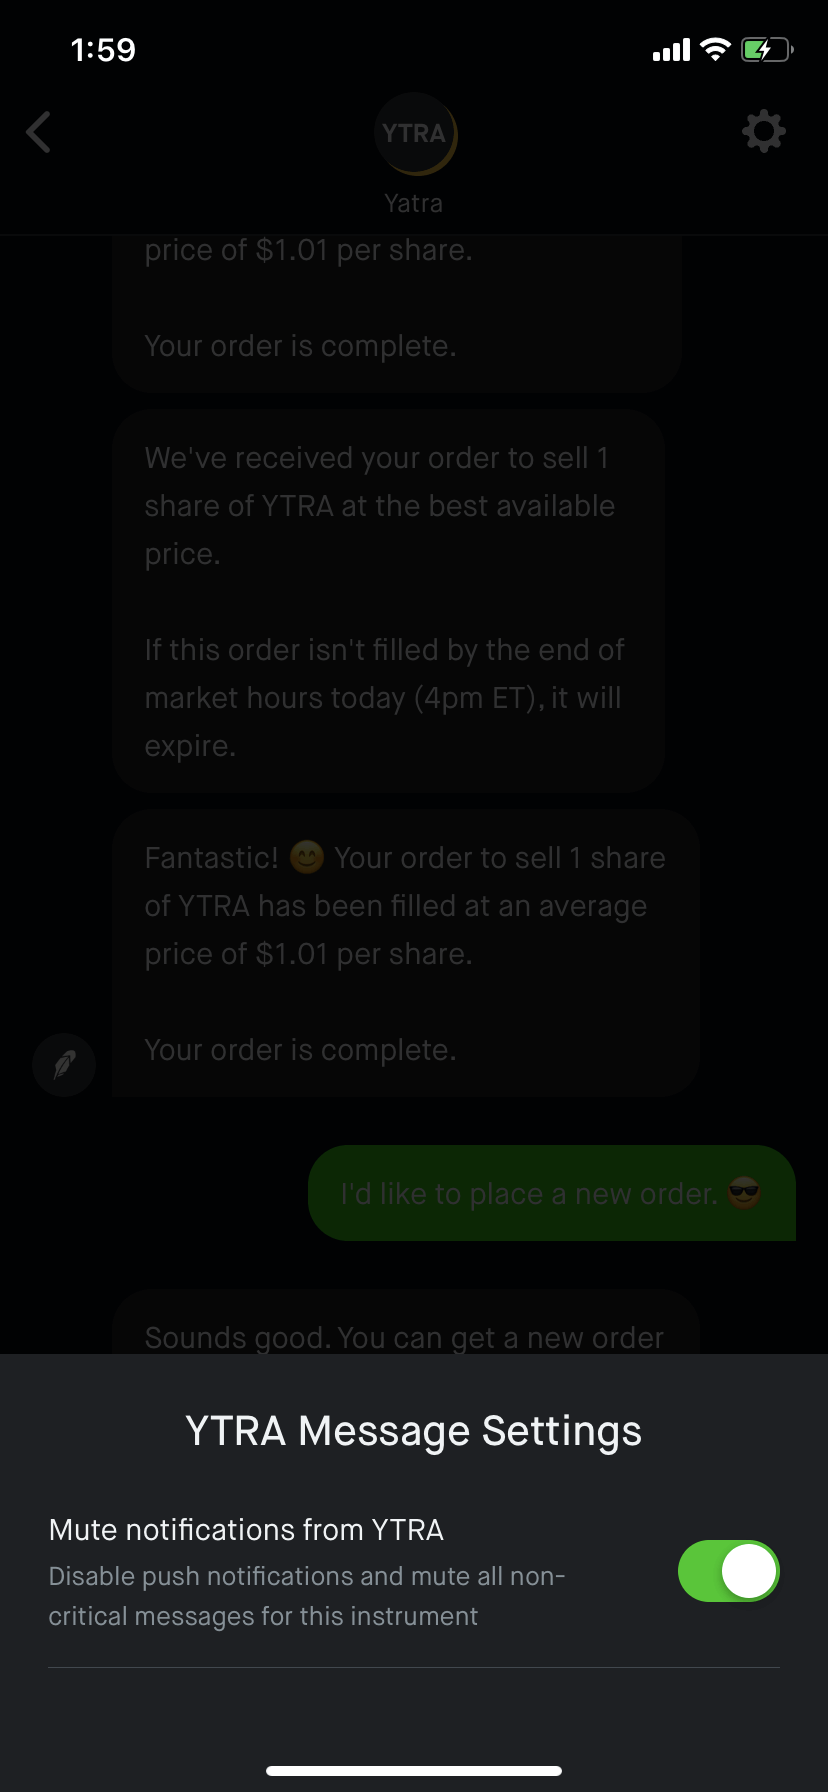 1:59
YTRA
Yatra
price of $1.01 per share.
Your order is complete.
We've received your order to sell 1
share of YTRA at the best available
price.
If this order isn't filled by the end of
market hours today (4pm ET), it will
expire.
Fantastic! 😊 Your order to sell 1 share
of YTRA has been filled at an average
price of $1.01 per share.
Your order is complete.
I'd like to place a new order. 😎
Sounds good. You can get a new order
YTRA Message Settings
Mute notifications from YTRA
Disable push notifications and mute all non-
critical messages for this instrument